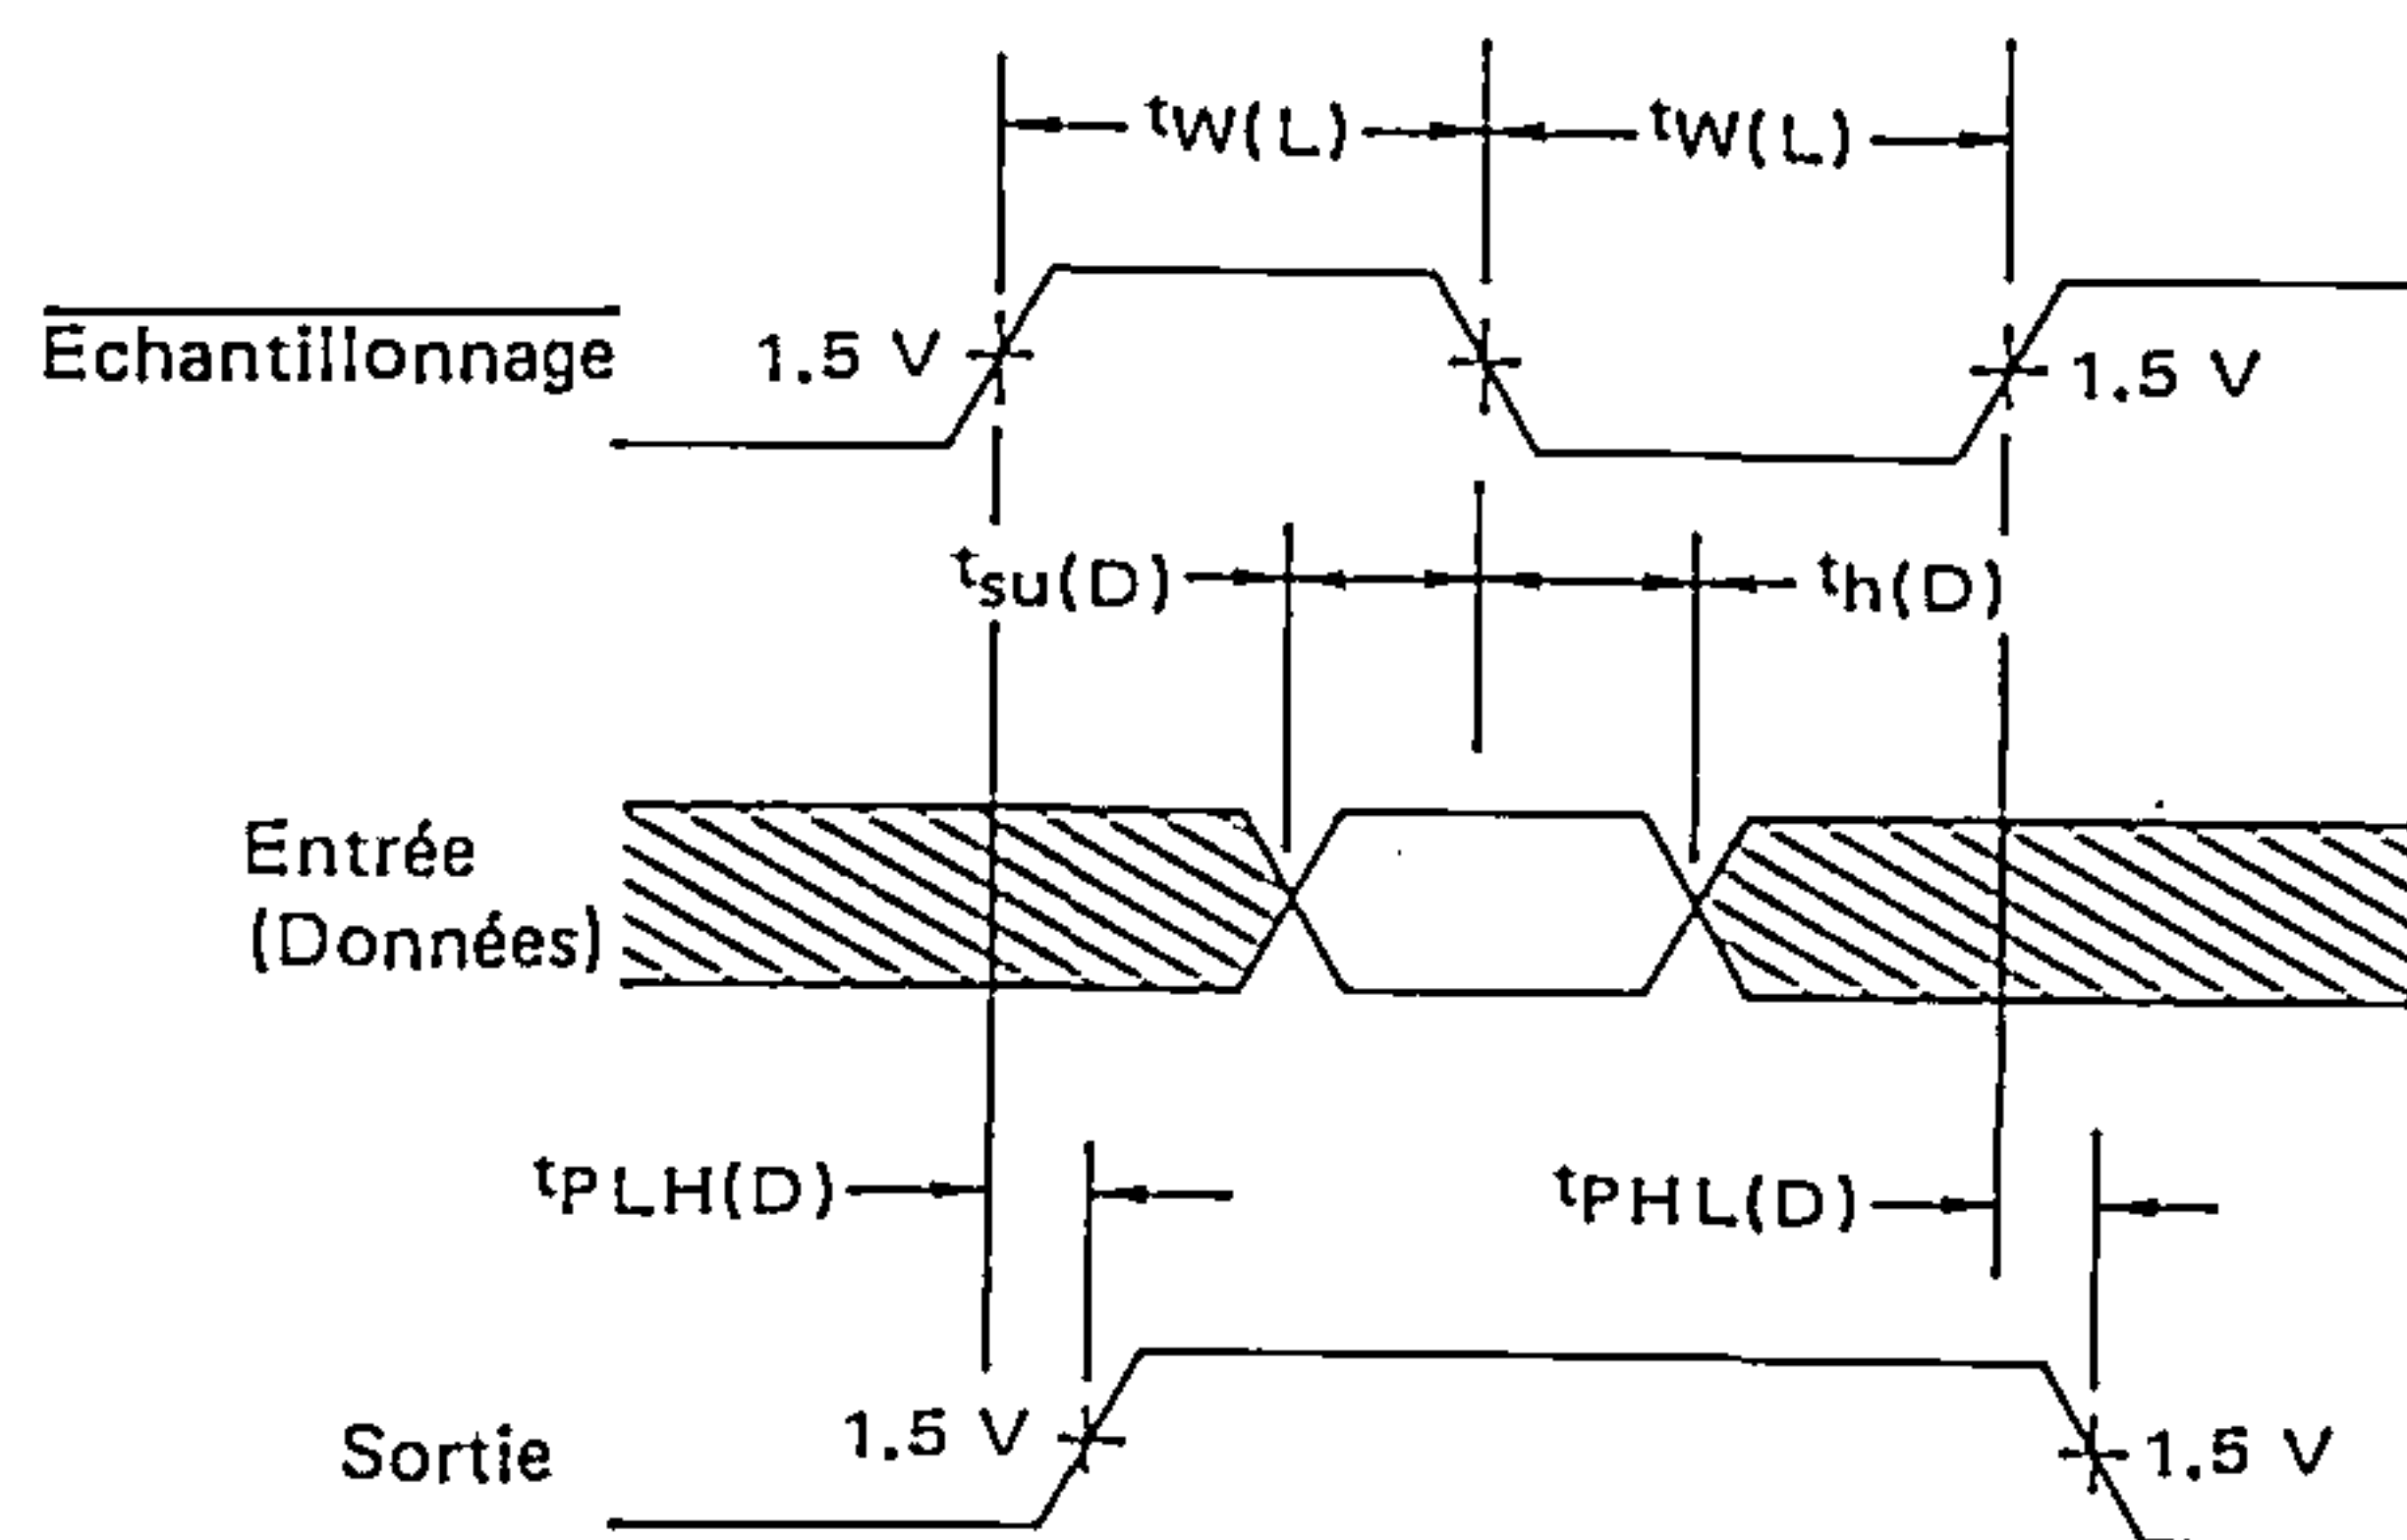 tW(L) tW(L)
Echantillonnage 1.5 V 1.5 V
tsu(D) th(D)
Entrée
(Données)
tPLH(D) tPHL(D)
Sortie 1.5 V 1.5 V